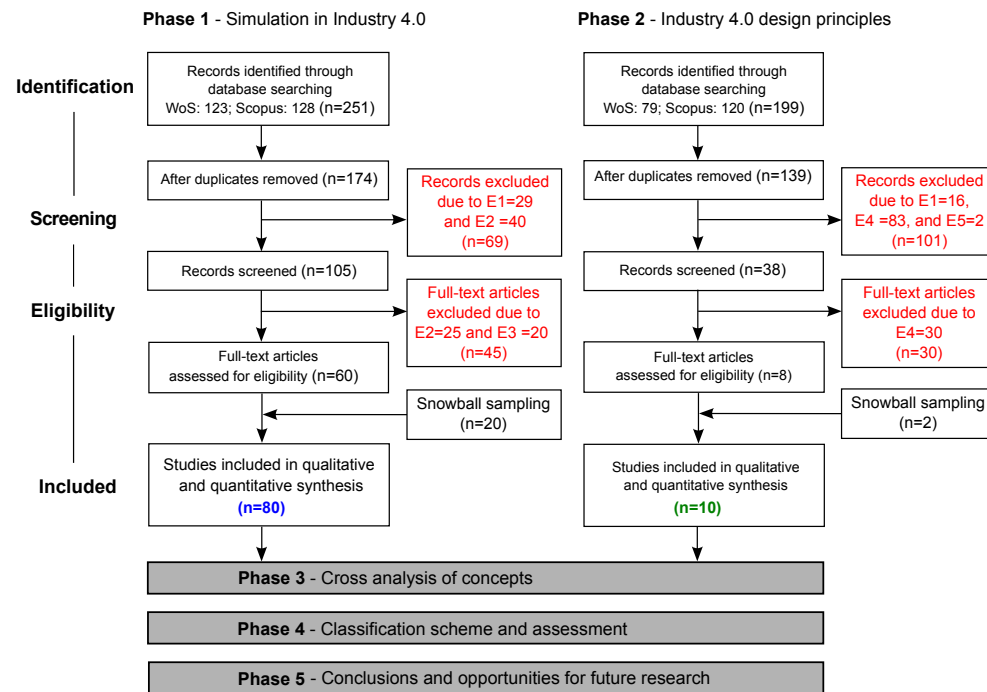 Phase 1 - Simulation in Industry 4.0
Phase 2 - Industry 4.0 design principles
Identification
Screening
Eligibility
Included
Records identified through
database searching
WoS: 123; Scopus: 128 (n=251)
After duplicates removed (n=174)
Records excluded
due to E1=29
and E2 =40
(n=69)
Records screened (n=105)
Full-text articles
excluded due to
E2=25 and E3 =20
(n=45)
Full-text articles
assessed for eligibility (n=60)
Snowball sampling
(n=20)
Studies included in qualitative
and quantitative synthesis
(n=80)
Records identified through
database searching
WoS: 79; Scopus: 120 (n=199)
After duplicates removed (n=139)
Records excluded
due to E1=16,
E4 =83, and E5=2
(n=101)
Records screened (n=38)
Full-text articles
excluded due to
E4=30
(n=30)
Full-text articles
assessed for eligibility (n=8)
Snowball sampling
(n=2)
Studies included in qualitative
and quantitative synthesis
(n=10)
Phase 3 - Cross analysis of concepts
Phase 4 - Classification scheme and assessment
Phase 5 - Conclusions and opportunities for future research